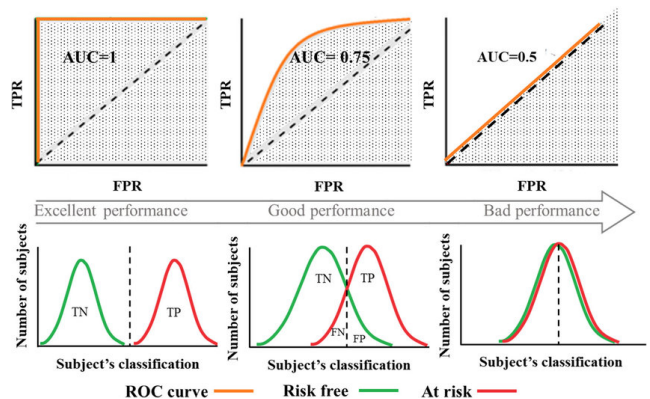 TPR
AUC=1
FPR
TPR
AUC= 0.75
FPR
TPR
AUC=0.5
FPR
Excellent performance
Good performance
Bad performance
Number of subjects
TN
TP
Subject's classification
Number of subjects
TN
TP
FN
FP
Subject's classification
Number of subjects
Subject's classification
ROC curve
Risk free
At risk